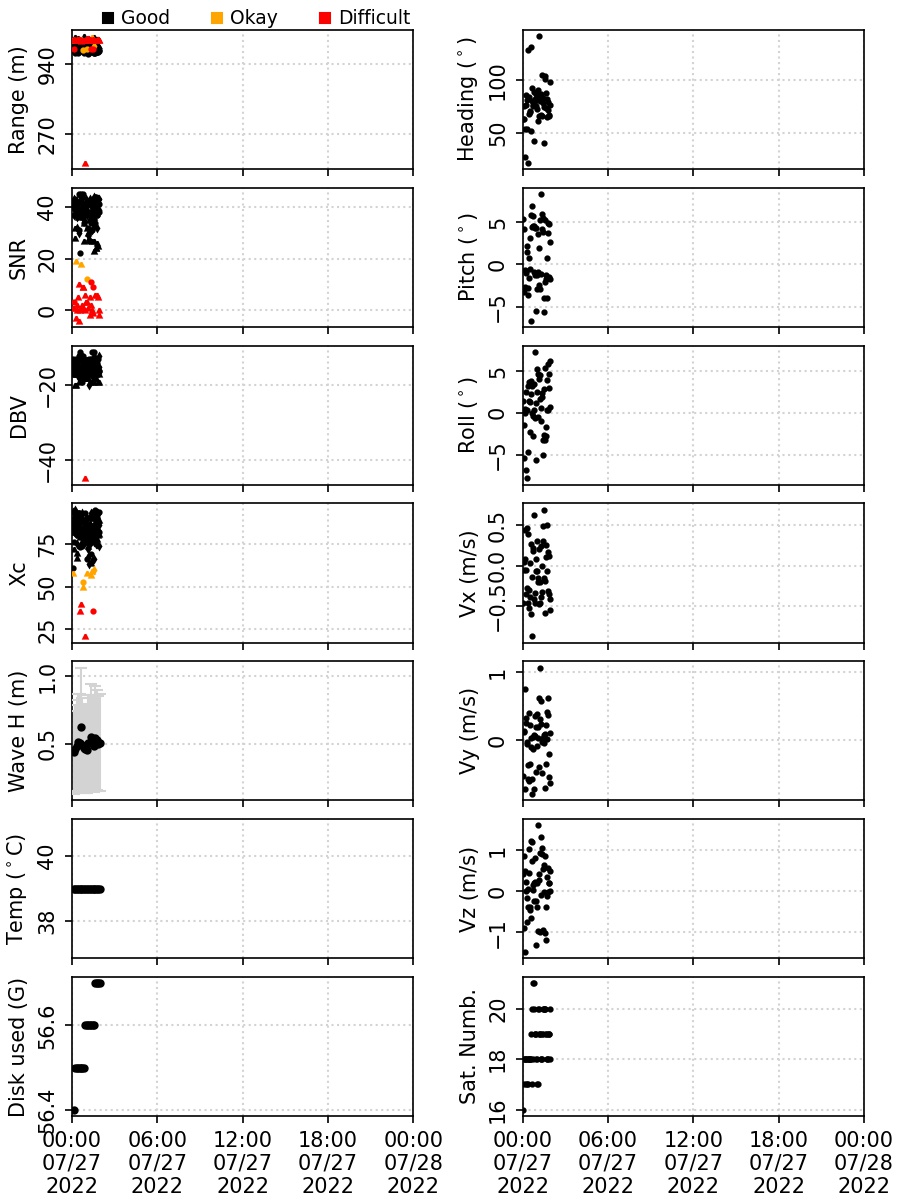 Good Okay Difficult
Range (m)
940
270
Heading (°)
100
50
SNR
40
20
0
Pitch (°)
5
0
−5
DBV
−20
−40
Roll (°)
5
0
−5
Xc
75
50
25
Vx (m/s)
0.5
0.0
−0.5
Wave H (m)
1.0
0.5
Vy (m/s)
1
0
Temp (°C)
40
38
Vz (m/s)
1
0
−1
Disk used (G)
56.6
56.4
Sat. Numb.
20
18
16
00:00 06:00 12:00 18:00 00:00
07/27 07/27 07/27 07/27 07/28
2022 2022 2022 2022 2022
00:00 06:00 12:00 18:00 00:00
07/27 07/27 07/27 07/27 07/28
2022 2022 2022 2022 2022